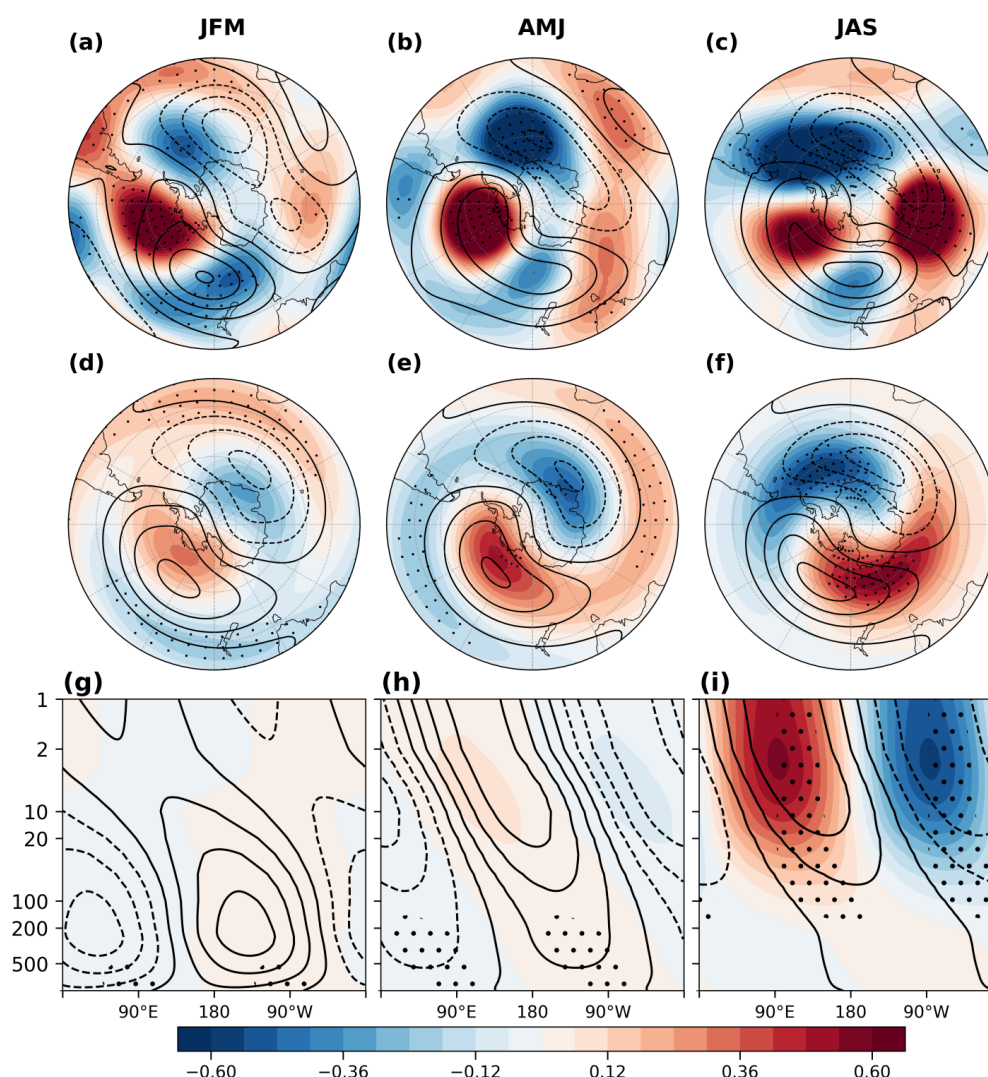 JFM AMJ JAS
(a) (b) (c)
(d) (e) (f)
(g) (h) (i)
1
2
10
20
100
200
500
90°E 180 90°W 90°E 180 90°W 90°E 180 90°W
−0.60 −0.36 −0.12 0.12 0.36 0.60